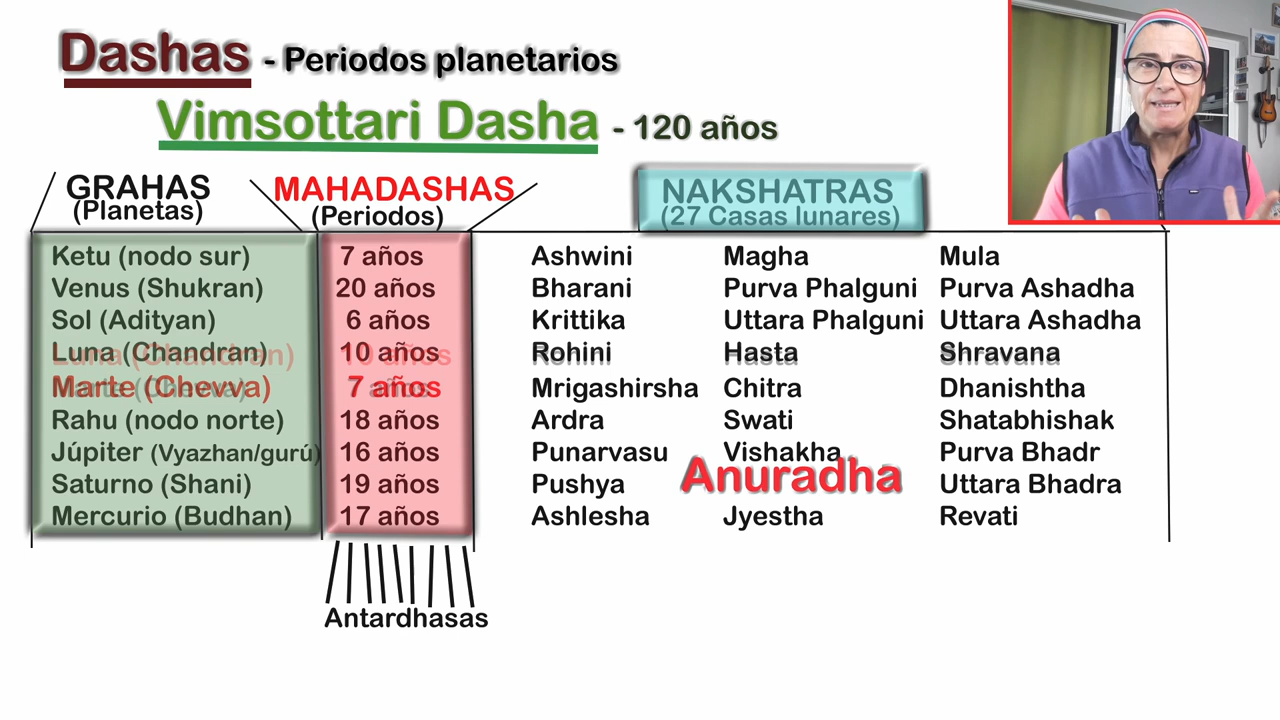 Dashas - Periodos planetarios
Vimsottari Dasha - 120 años
GRAHAS MAHADASHAS NAKSHATRAS
(Planetas) (Periodos) (27 Casas lunares)
Ketu (nodo sur) 7 años Ashwini Magha Mula
Venus (Shukran) 20 años Bharani Purva Phalguni Purva Ashadha
Sol (Adityan) 6 años Krittika Uttara Phalguni Uttara Ashadha
Luna (Chandran) 10 años Rohini Hasta Shravana
Marte (Chevva) 7 años Mrigashirsha Chitra Dhanishtha
Rahu (nodo norte) 18 años Ardra Swati Shatabhishak
Júpiter (Vyazhan/gurú) 16 años Punarvasu Vishakha Purva Bhadr
Saturno (Shani) 19 años Pushya Anuradha Uttara Bhadra
Mercurio (Budhan) 17 años Ashlesha Jyestha Revati
Antardhasas